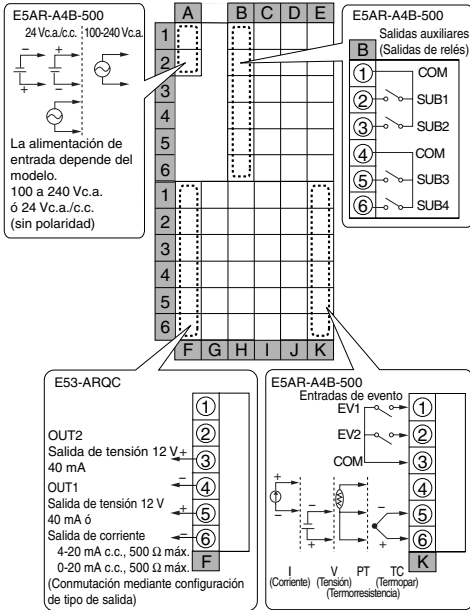 E5AR-A4B-500
24 Vc.a./c.c. 100-240 Vc.a.
− +
+ −
La alimentación de
entrada depende del
modelo.
100 a 240 Vc.a.
ó 24 Vc.a./c.c.
(sin polaridad)
A B C D E
1
2
3
4
5
6
1
2
3
4
5
6
F G H I J K
E5AR-A4B-500
Salidas auxiliares
(Salidas de relés)
B
1 COM
2 SUB1
3 SUB2
4 COM
5 SUB3
6 SUB4
E53-ARQC
1
2
3
4
5
6
F
OUT2
Salida de tensión 12 V +
40 mA
−
OUT1
Salida de tensión 12 V +
40 mA ó
Salida de corriente −
4-20 mA c.c., 500 Ω máx.
0-20 mA c.c., 500 Ω máx.
(Conmutación mediante configuración
de tipo de salida)
E5AR-A4B-500
Entradas de evento
EV1 1
EV2 2
COM 3
4
5
6
K
+ −
− +
− +
I V PT TC
(Corriente) (Tensión) (Termopar)
(Termorresistencia)